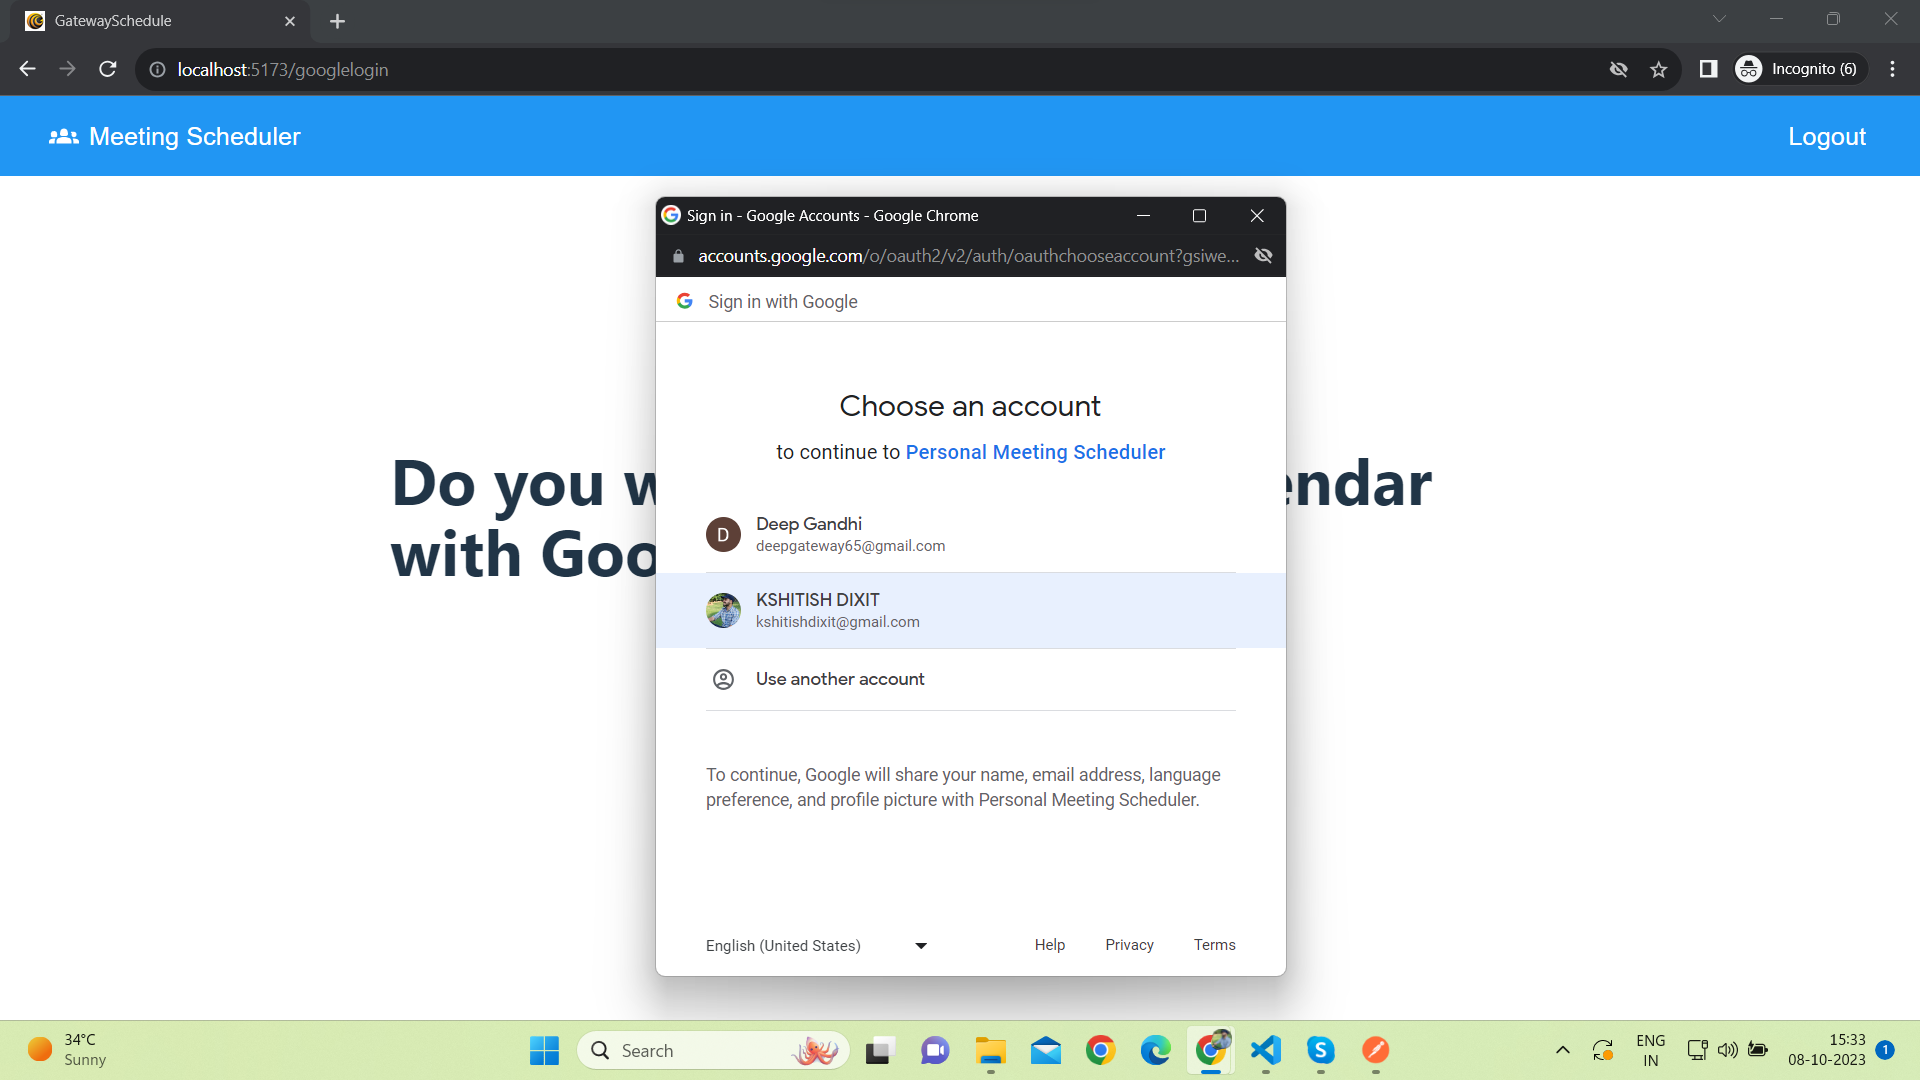 GatewaySchedule
localhost:5173/googlelogin
Incognito (6)
Meeting Scheduler
Logout
Sign in - Google Accounts - Google Chrome
accounts.google.com/o/oauth2/v2/auth/oauthchooseaccount?gsiwe...
Sign in with Google
Choose an account
to continue to Personal Meeting Scheduler
Do you endar
with Goo
Deep Gandhi
D
deepgateway65@gmail.com
KSHITISH DIXIT
kshitishdixit@gmail.com
Use another account
To continue, Google will share your name, email address, language
preference, and profile picture with Personal Meeting Scheduler.
English (United States)
Help Privacy Terms
34°C
Sunny
Search
S
ENG
IN
15:33
08-10-2023
1